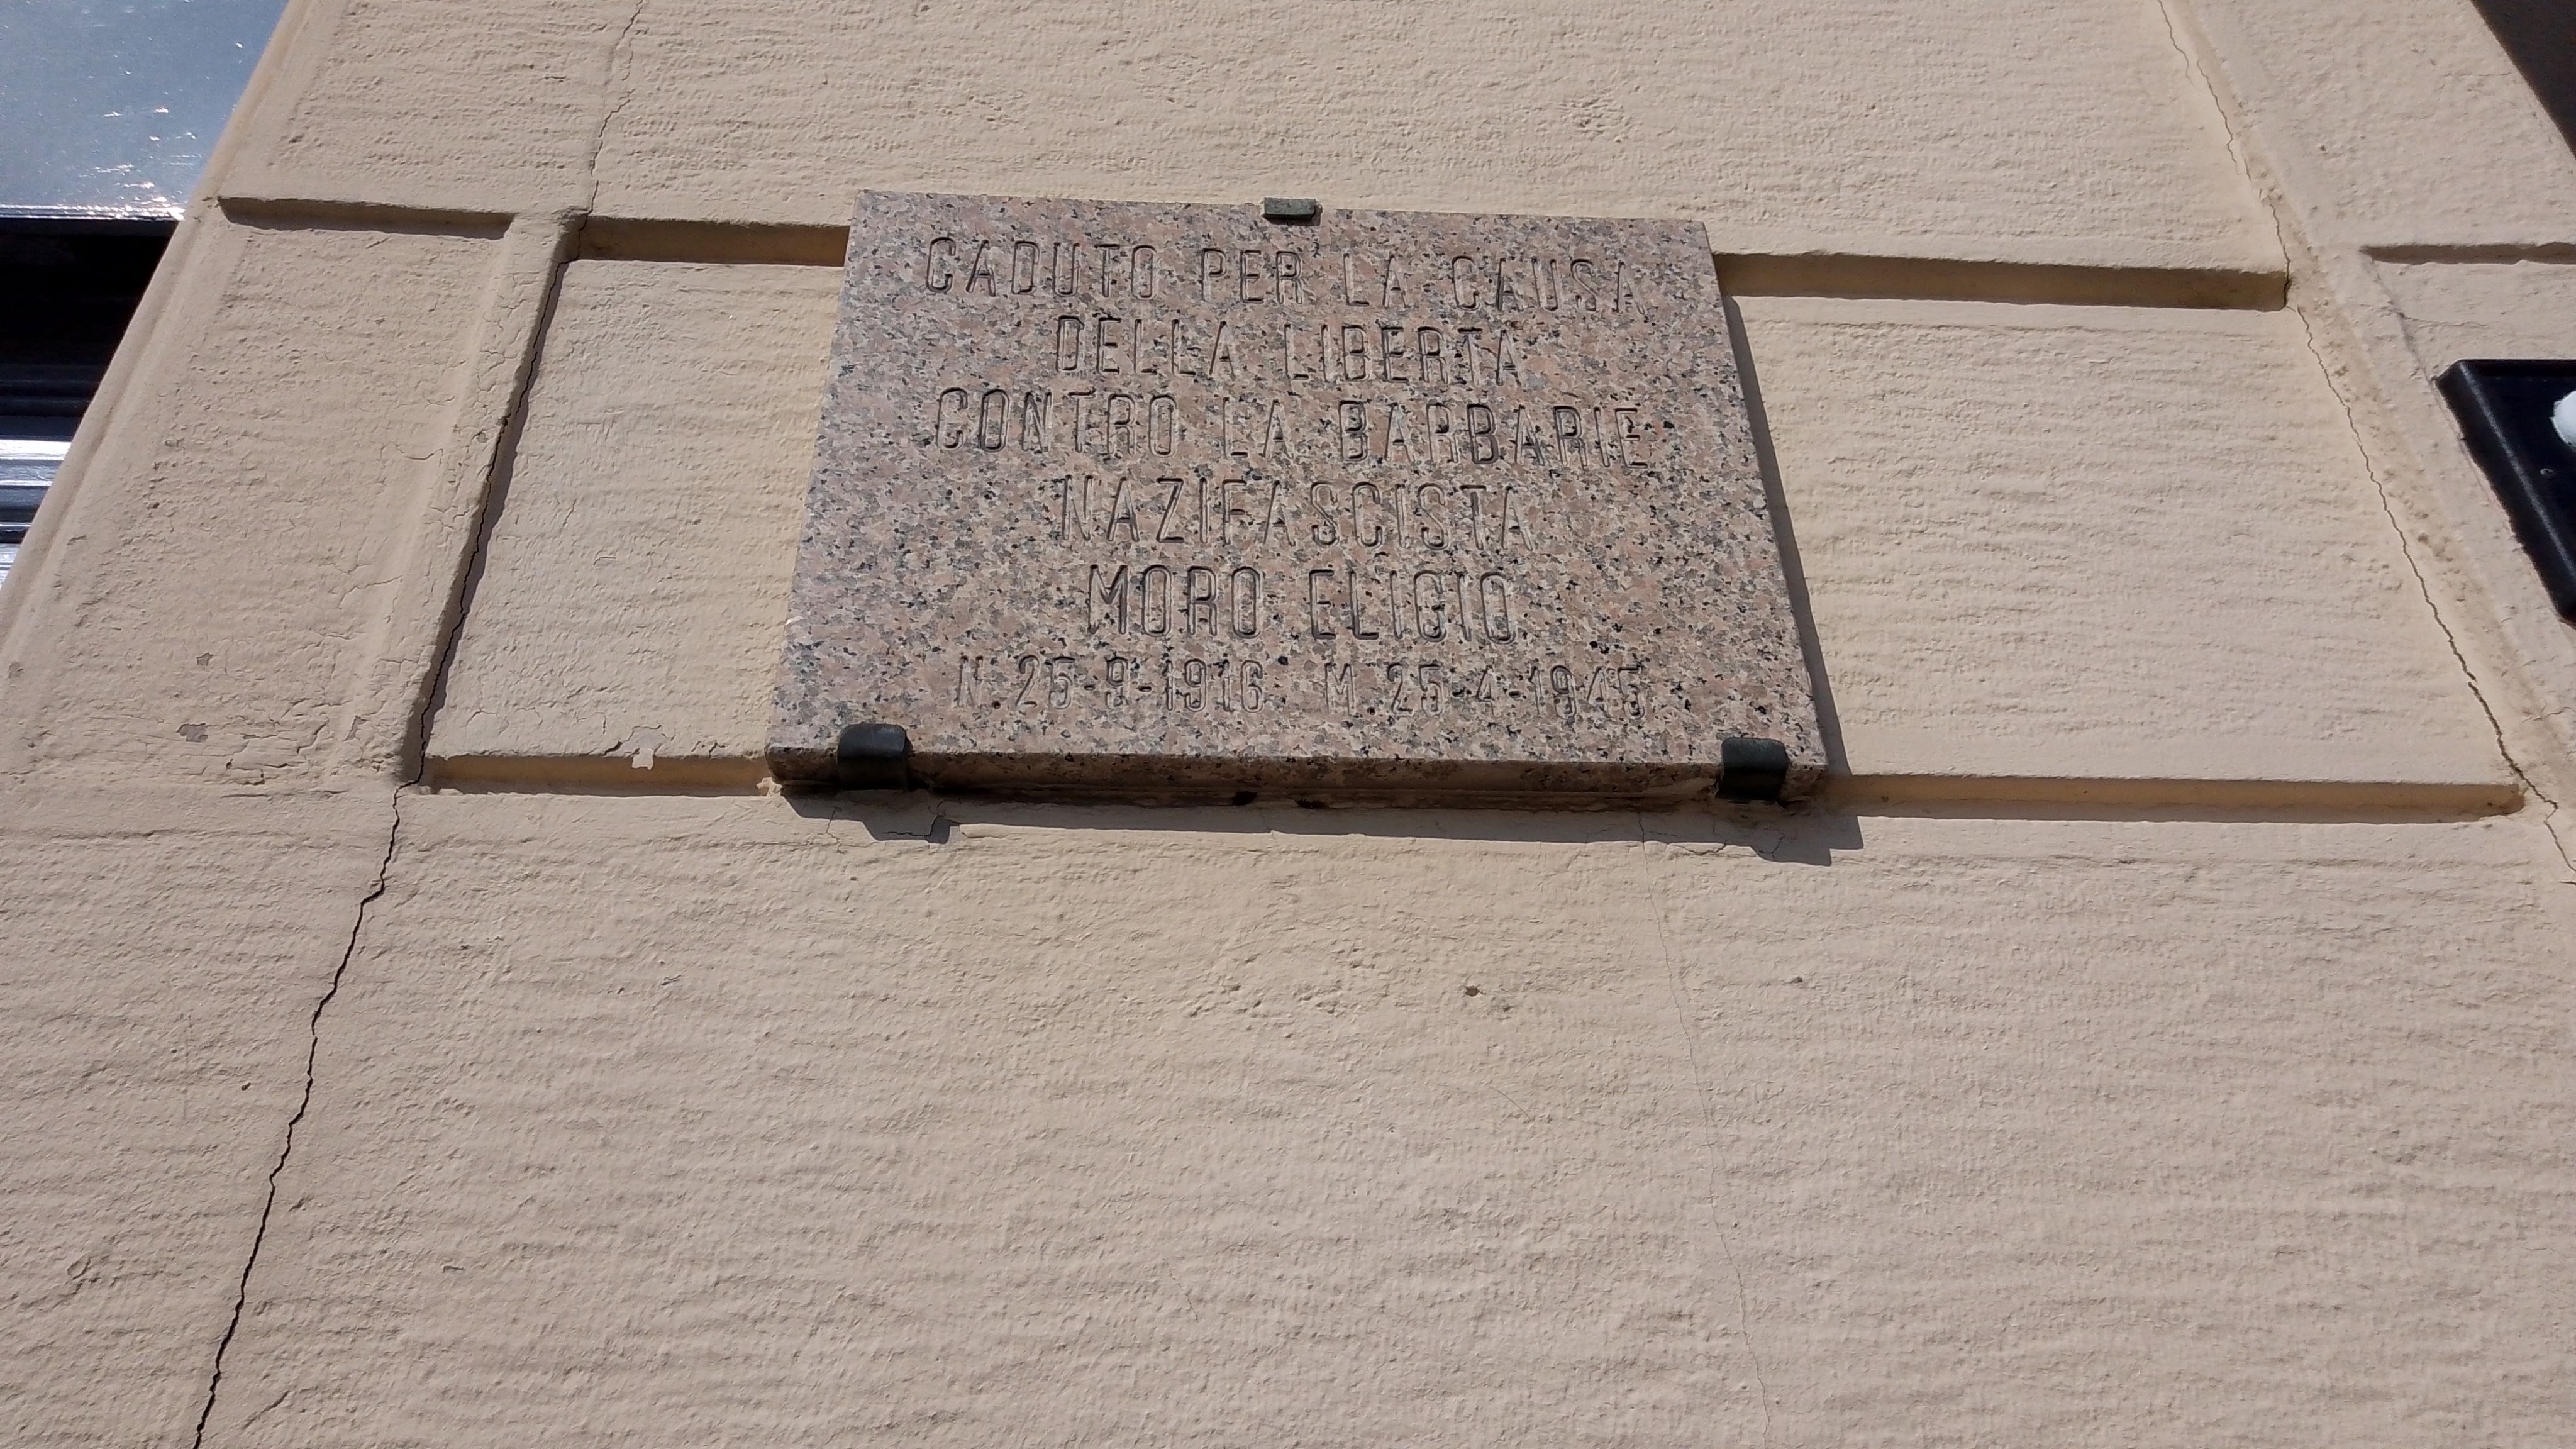 CADUTO PER LA CAUSA
DELLA LIBERTA
CONTRO LA BARBARIE
NAZIFASCISTA
MORO ELIGIO
N. 25-9-1916 M. 25-4-1945